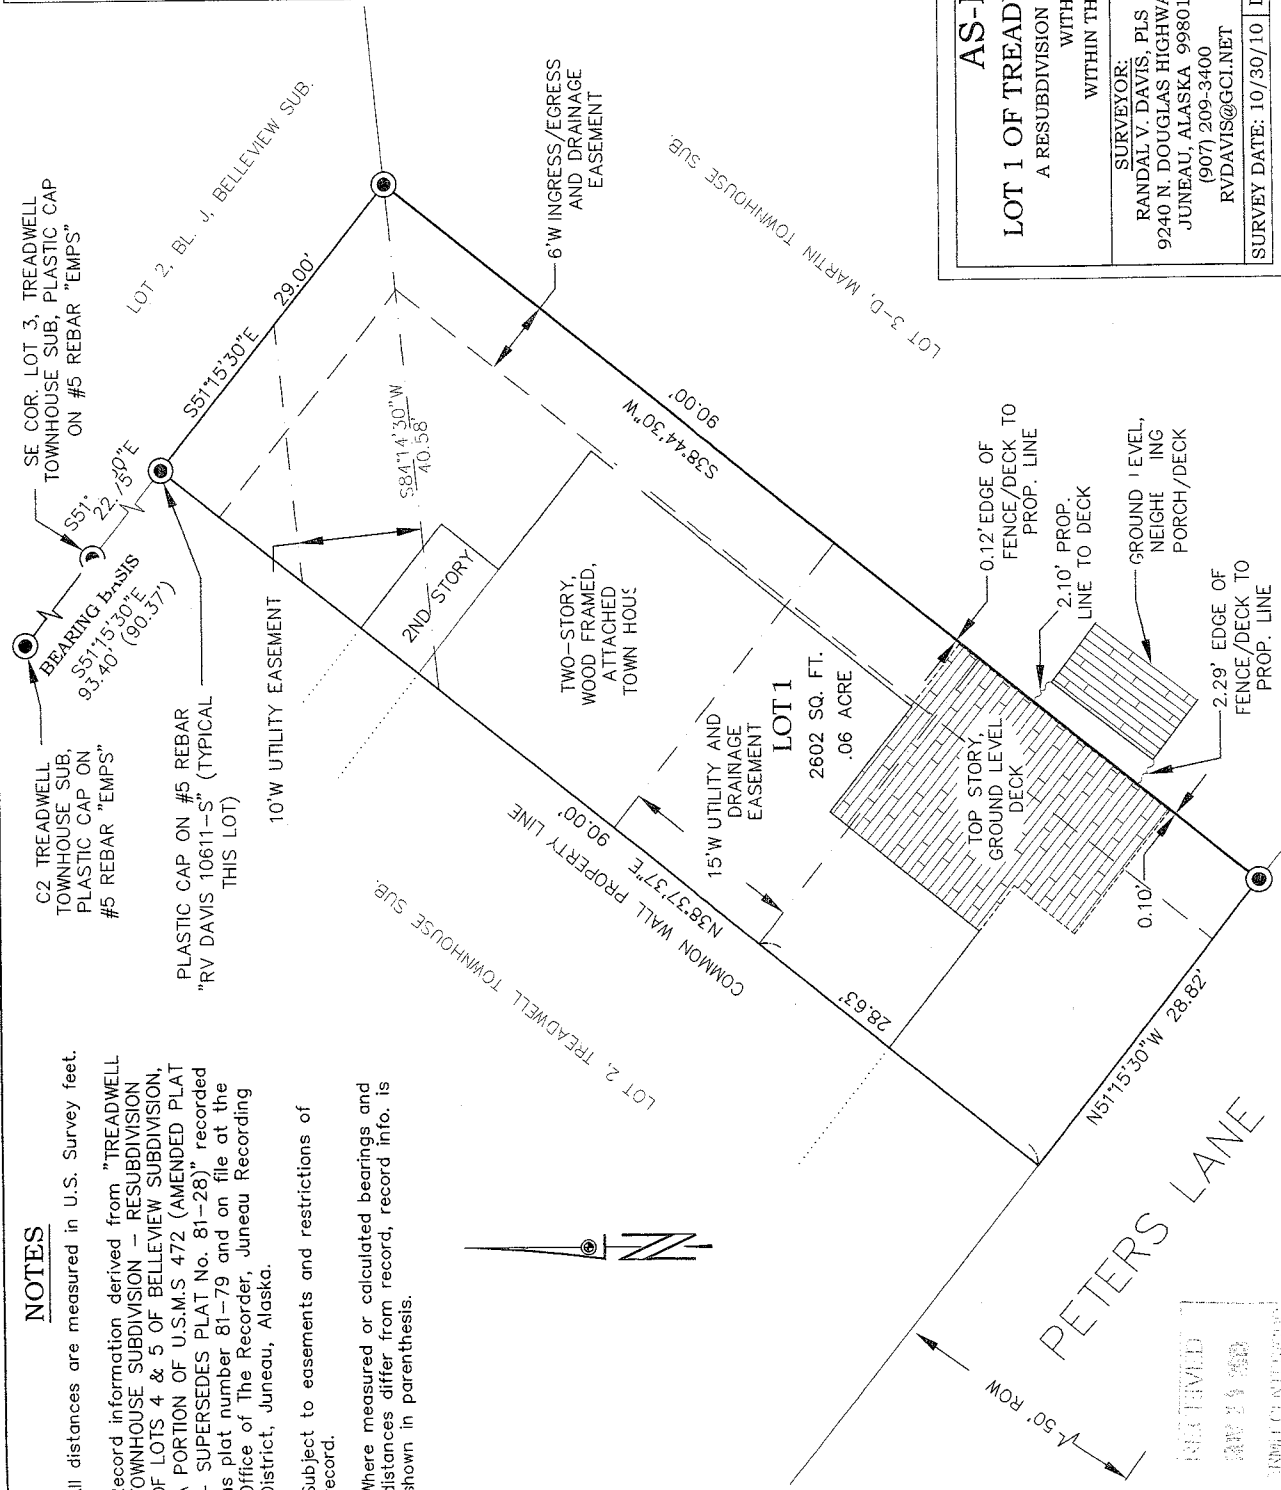 NOTES
ll distances are measured in U.S. Survey feet.
ecord information derived from "TREADWELL
TOWNHOUSE SUBDIVISION – RESUBDIVISION
OF LOTS 4 & 5 OF BELLEVIEW SUBDIVISION,
A PORTION OF U.S.M.S 472 (AMENDED PLAT
- SUPERSEDES PLAT No. 81-28)" recorded
as plat number 81-79 and on file at the
Office of The Recorder, Juneau Recording
District, Juneau, Alaska.
Subject to easements and restrictions of
record.
Where measured or calculated bearings and
distances differ from record, record info. is
shown in parenthesis.
C2 TREADWELL
TOWNHOUSE SUB,
PLASTIC CAP ON
#5 REBAR "EMPS"
SE COR. LOT 3, TREADWELL
TOWNHOUSE SUB, PLASTIC CAP
ON #5 REBAR "EMPS"
BEARING BASIS
S51°15'30"E
93.40' (90.37')
S51°
PLASTIC CAP ON #5 REBAR
"RV DAVIS 10611-S" (TYPICAL
THIS LOT)
LOT 2, BL. J, BELLEVIEW SUB.
S51°15'30"E 29.00'
10'W UTILITY EASEMENT
S84°14'30"W
40.58'
6'W INGRESS/EGRESS
AND DRAINAGE
EASEMENT
2ND STORY
TWO-STORY,
WOOD FRAMED,
ATTACHED
TOWN HOUS
S38°44'30"W
90.00'
LOT 3-D, MARTIN TOWNHOUSE SUB.
LOT 1
2602 SQ. FT.
.06 ACRE
15'W UTILITY AND
DRAINAGE
EASEMENT
N38°37'37"E 90.00'
COMMON WALL PROPERTY LINE
LOT 2, TREADWELL TOWNHOUSE SUB.
28.63'
TOP STORY,
GROUND LEVEL
DECK
0.12' EDGE OF
FENCE/DECK TO
PROP. LINE
2.10' PROP.
LINE TO DECK
GROUND EVEL,
NEIGHB ING
PORCH/DECK
2.29' EDGE OF
FENCE/DECK TO
PROP. LINE
0.10'
N51°15'30"W 28.82'
PETERS LANE
50' ROW
N
RECEIVED
AS-
LOT 1 OF TREAD
A RESUBDIVISION
WITH
WITHIN TH
SURVEYOR:
RANDAL V. DAVIS, PLS
9240 N. DOUGLAS HIGHWA
JUNEAU, ALASKA 99801
(907) 209-3400
RVDAVIS@GCI.NET
SURVEY DATE: 10/30/10